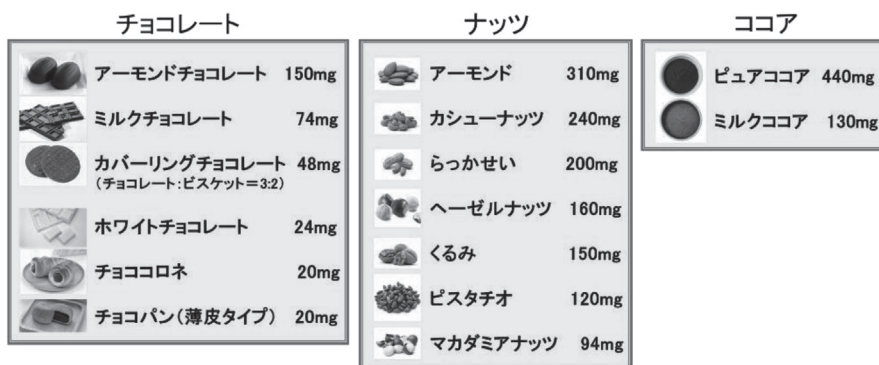 チョコレート
アーモンドチョコレート 150mg
ミルクチョコレート 74mg
カバーリングチョコレート 48mg
(チョコレート:ビスケット=3:2)
ホワイトチョコレート 24mg
チョココロネ 20mg
チョコパン(薄皮タイプ) 20mg
ナッツ
アーモンド 310mg
カシューナッツ 240mg
らっかせい 200mg
ヘーゼルナッツ 160mg
くるみ 150mg
ピスタチオ 120mg
マカダミアナッツ 94mg
ココア
ピュアココア 440mg
ミルクココア 130mg